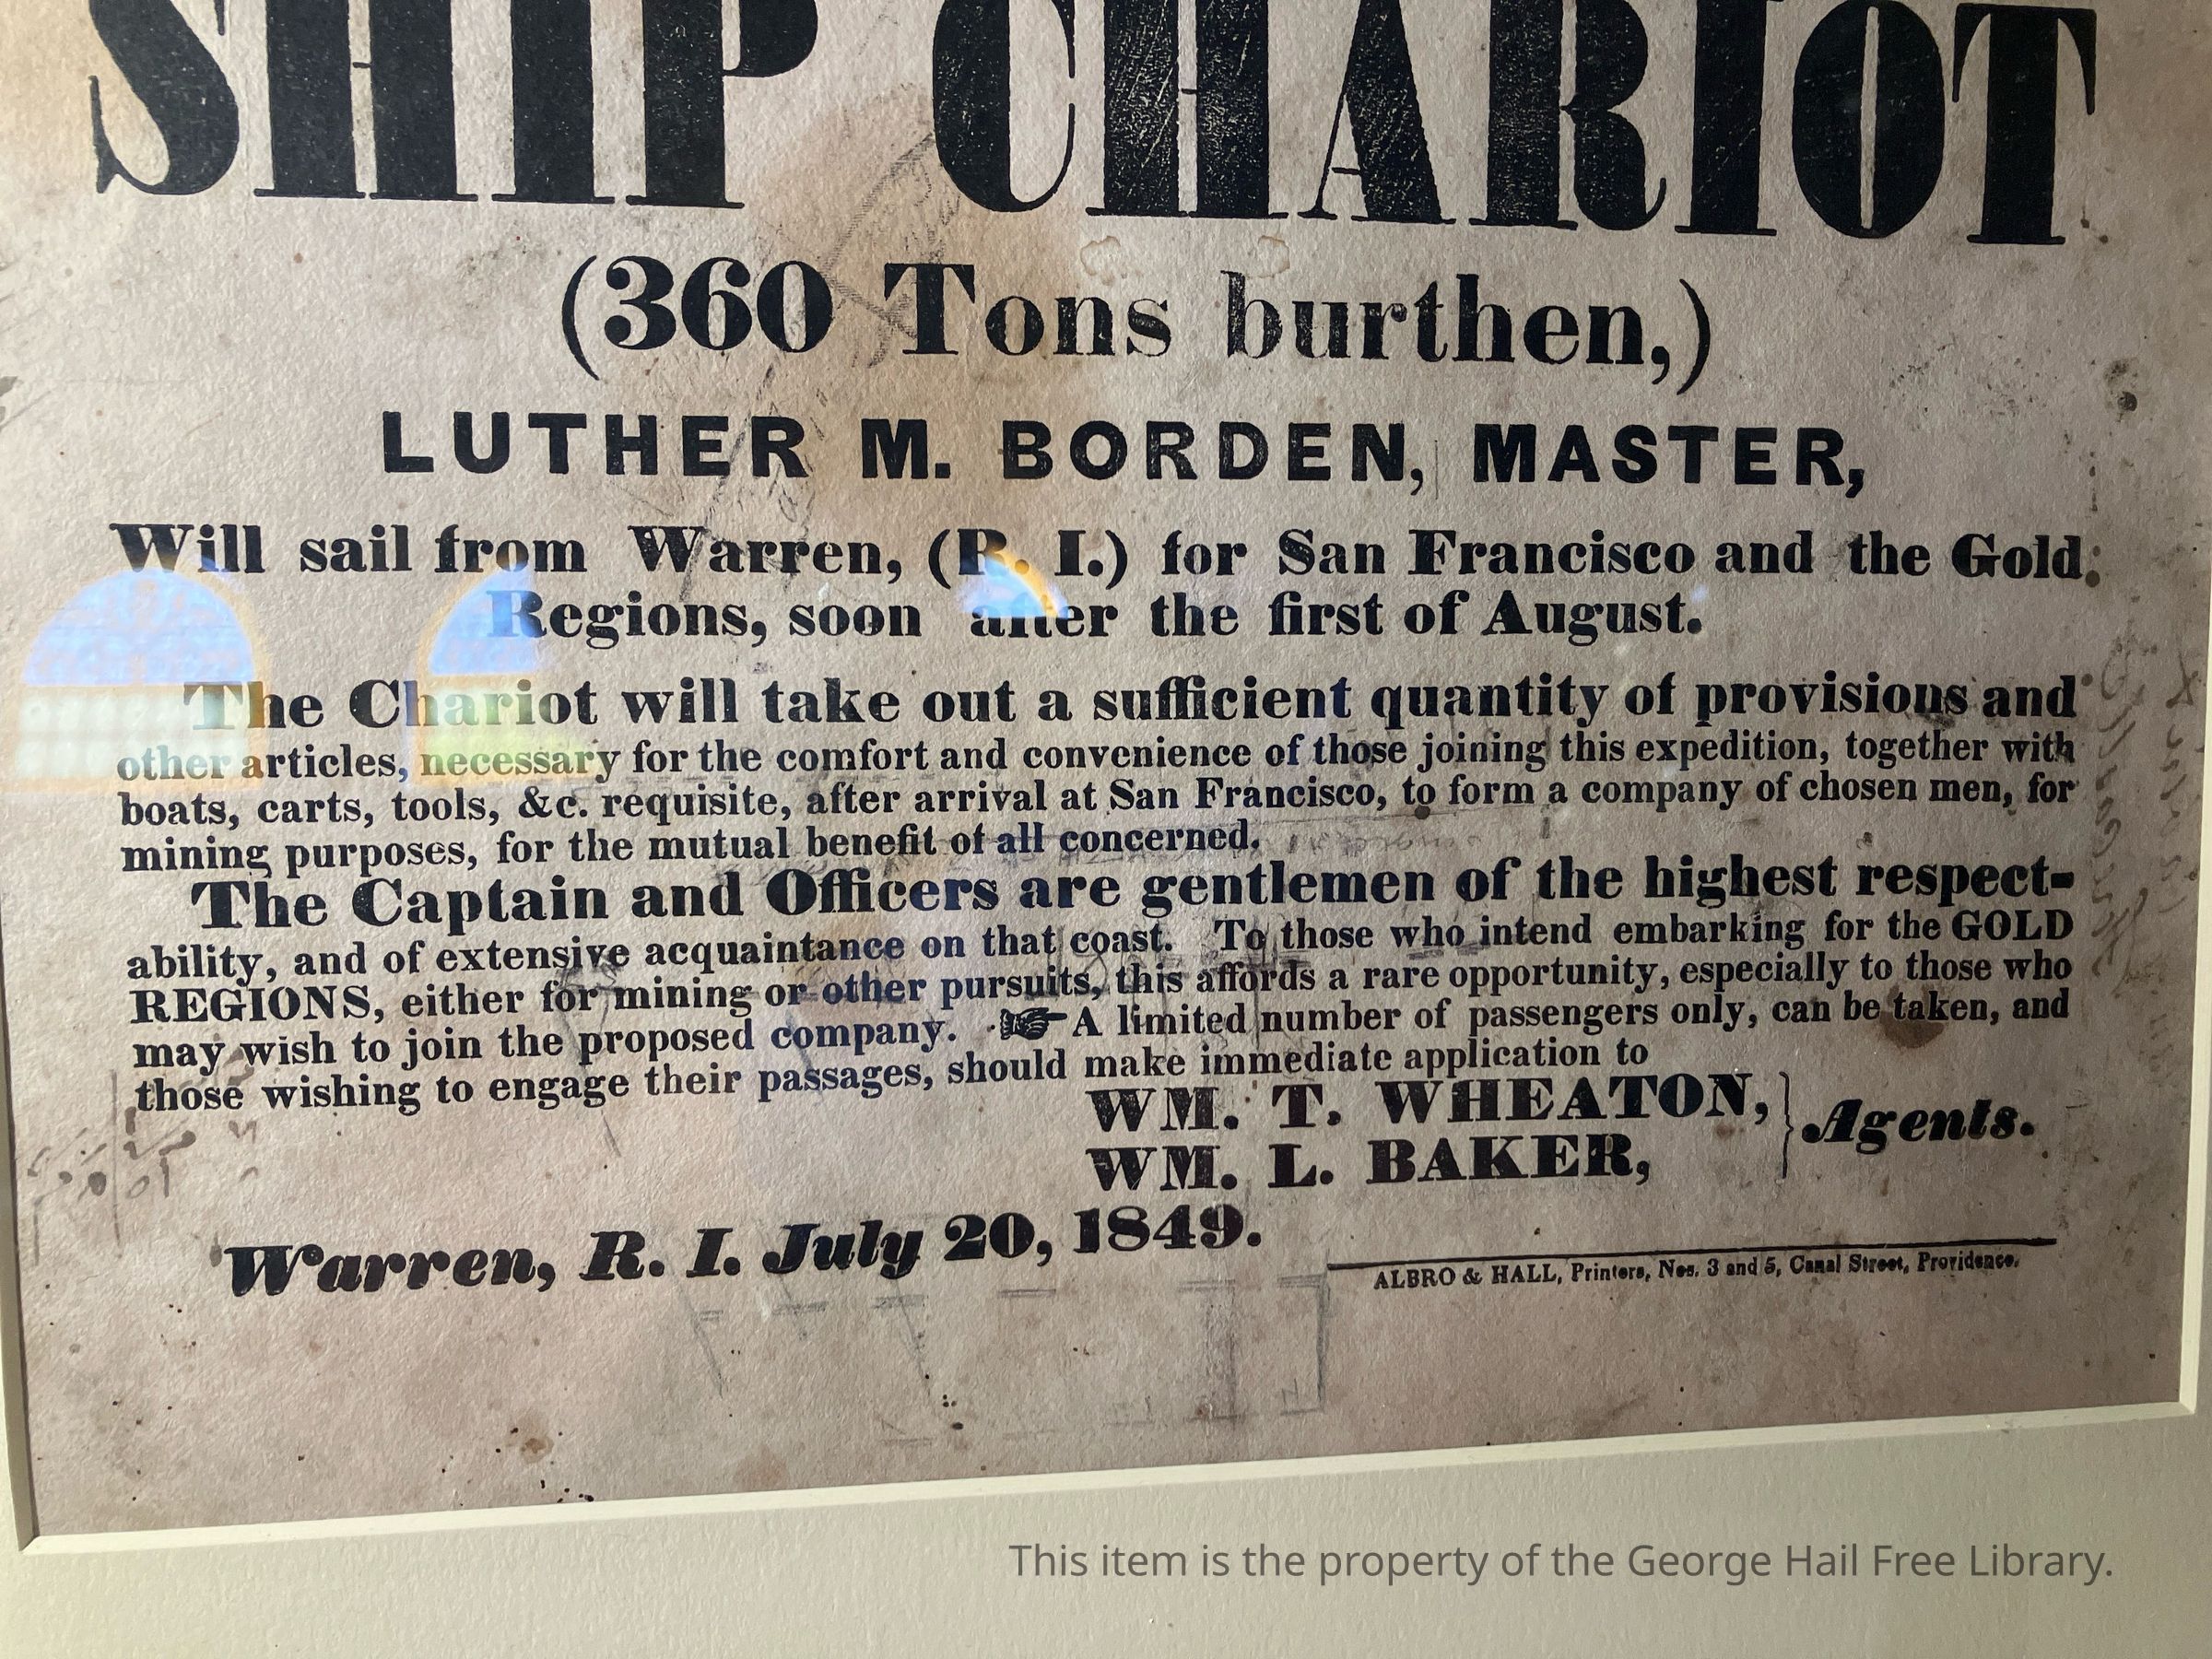 SHIP CHARIOT
(360 Tons burthen,)
LUTHER M. BORDEN, MASTER,
Will sail from Warren, (R. I.) for San Francisco and the Gold
Regions, soon after the first of August.
The Chariot will take out a sufficient quantity of provisions and
other articles, necessary for the comfort and convenience of those joining this expedition, together with
boats, carts, tools, &c. requisite, after arrival at San Francisco, to form a company of chosen men, for
mining purposes, for the mutual benefit of all concerned.
The Captain and Officers are gentlemen of the highest respect-
ability, and of extensive acquaintance on that coast. To those who intend embarking for the GOLD
REGIONS, either for mining or other pursuits, this affords a rare opportunity, especially to those who
may wish to join the proposed company. ☞ A limited number of passengers only, can be taken, and
those wishing to engage their passages, should make immediate application to
WM. T. WHEATON, } Agents.
WM. L. BAKER,
Warren, R. I. July 20, 1849.
ALBRO & HALL, Printers, Nos. 3 and 5, Canal Street, Providence.
This item is the property of the George Hail Free Library.